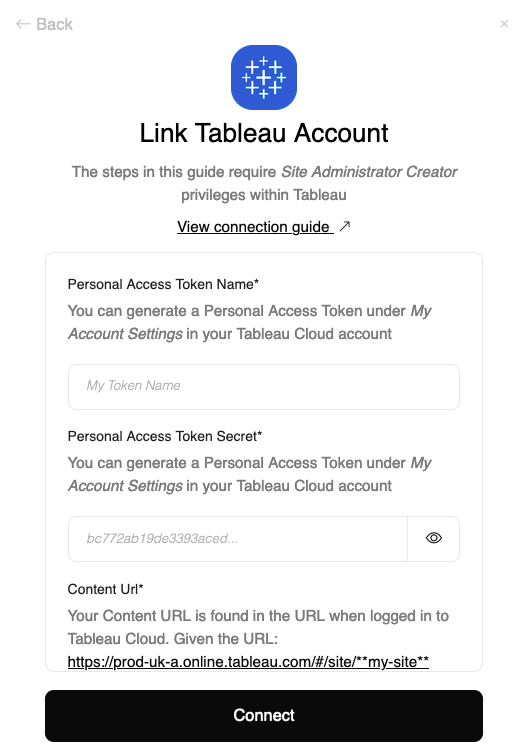 ← Back
×
Link Tableau Account
The steps in this guide require Site Administrator Creator
privileges within Tableau
View connection guide ↗
Personal Access Token Name*
You can generate a Personal Access Token under My
Account Settings in your Tableau Cloud account
My Token Name
Personal Access Token Secret*
You can generate a Personal Access Token under My
Account Settings in your Tableau Cloud account
bc772ab19de3393aced...
Content Url*
Your Content URL is found in the URL when logged in to
Tableau Cloud. Given the URL:
https://prod-uk-a.online.tableau.com/#/site/**my-site**
Connect